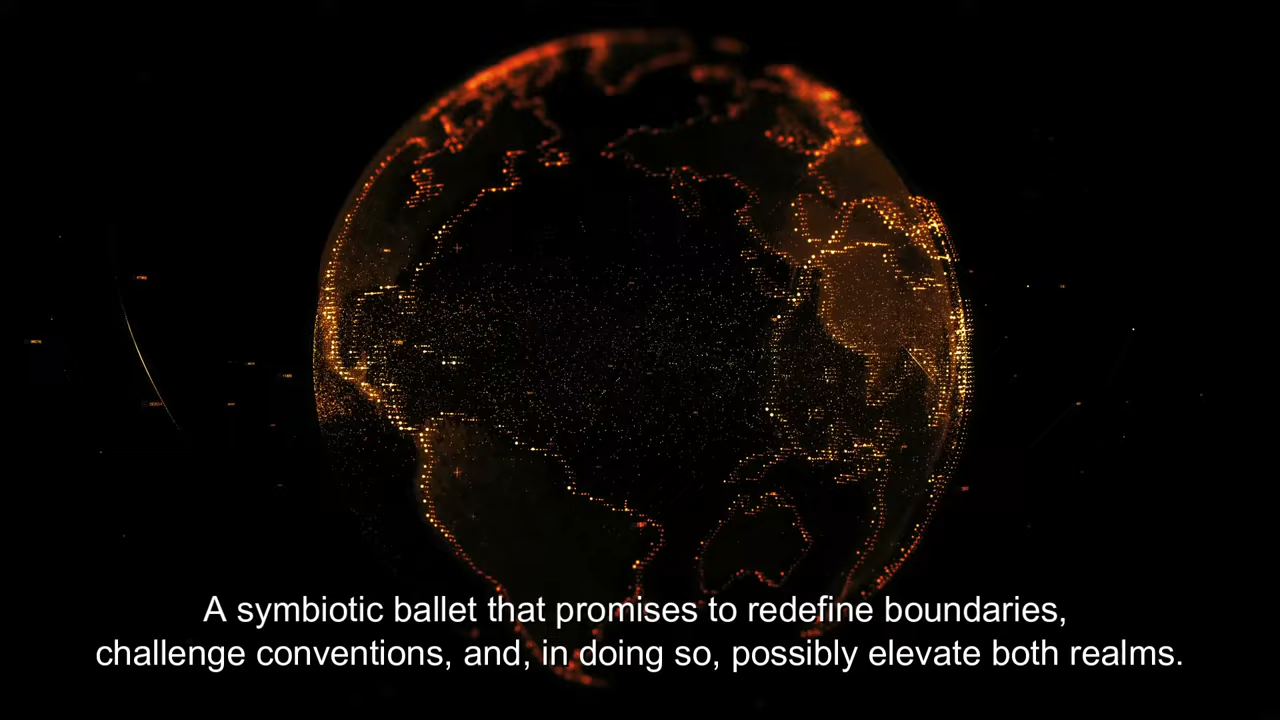 A symbiotic ballet that promises to redefine boundaries,
challenge conventions, and, in doing so, possibly elevate both realms.